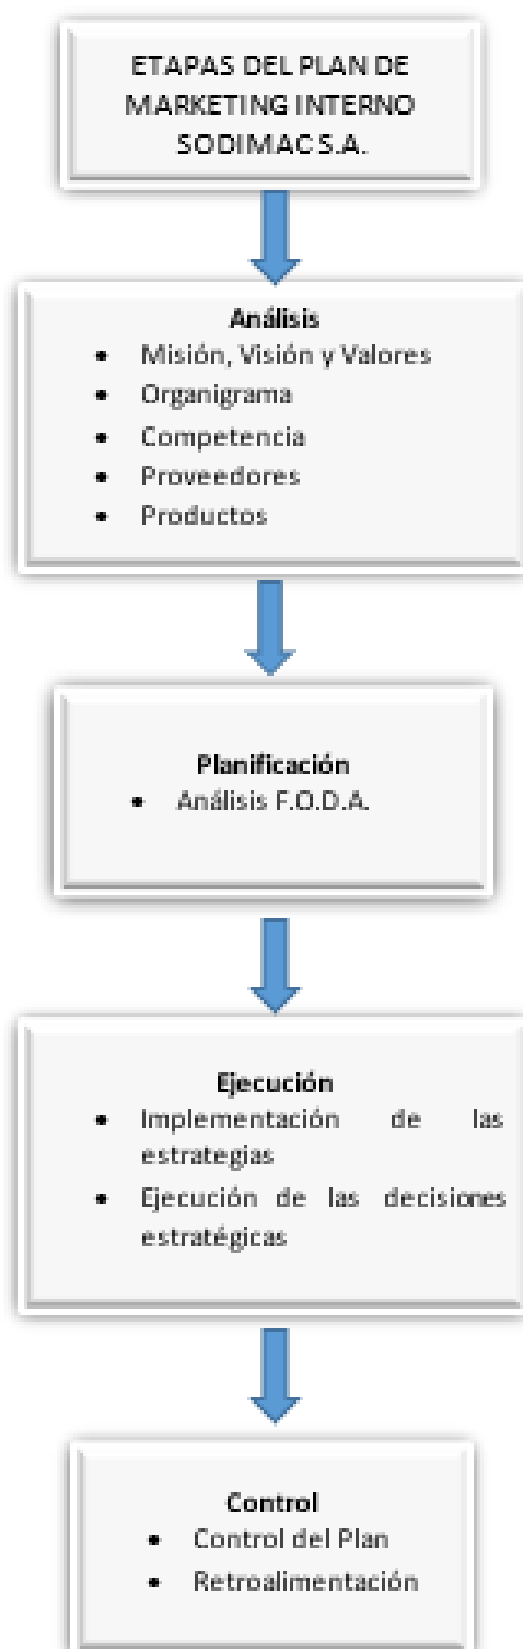 ETAPAS DEL PLAN DE
MARKETING INTERNO
SODIMAC S.A.
Análisis
• Misión, Visión y Valores
• Organigrama
• Competencia
• Proveedores
• Productos
Planificación
• Análisis F.O.D.A.
Ejecución
• Implementación de las
estrategias
• Ejecución de las decisiones
estratégicas
Control
• Control del Plan
• Retroalimentación